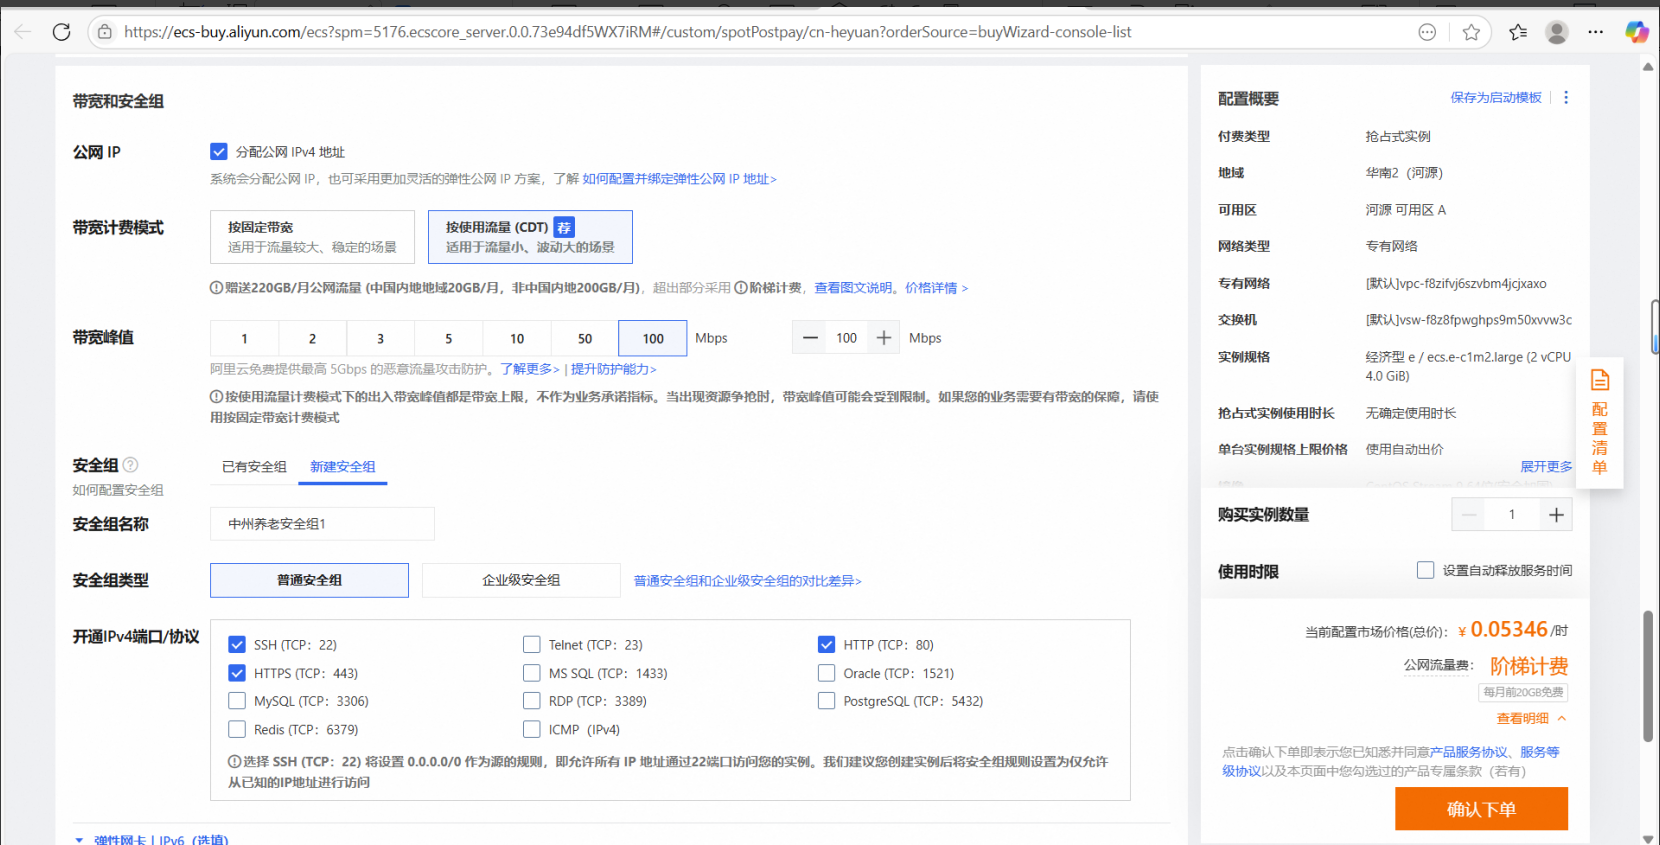 https://ecs-buy.aliyun.com/ecs?spm=5176.ecscore_server.0.0.73e94df5WX7iRM#/custom/spotPostpay/cn-heyuan?orderSource=buyWizard-console-list
带宽和安全组
公网 IP
分配公网 IPv4 地址
系统会分配公网 IP，也可采用更加灵活的弹性公网 IP 方案，了解 如何配置并绑定弹性公网 IP 地址>
带宽计费模式
按固定带宽
适用于流量较大、稳定的场景
按使用流量 (CDT) 荐
适用于流量小、波动大的场景
赠送220GB/月公网流量 (中国内地地域20GB/月，非中国内地200GB/月)，超出部分采用 阶梯计费，查看图文说明。价格详情 >
带宽峰值
1 2 3 5 10 50 100 Mbps — 100 + Mbps
阿里云免费提供最高 5Gbps 的恶意流量攻击防护。了解更多> | 提升防护能力>
按使用流量计费模式下的出入带宽峰值都是带宽上限，不作为业务承诺指标。当出现资源争抢时，带宽峰值可能会受到限制。如果您的业务需要有带宽的保障，请使
用按固定带宽计费模式
安全组
如何配置安全组
已有安全组 新建安全组
安全组名称
中州养老安全组1
安全组类型
普通安全组 企业级安全组 普通安全组和企业级安全组的对比差异>
开通IPv4端口/协议
SSH (TCP：22) Telnet (TCP：23) HTTP (TCP：80)
HTTPS (TCP：443) MS SQL (TCP：1433) Oracle (TCP：1521)
MySQL (TCP：3306) RDP (TCP：3389) PostgreSQL (TCP：5432)
Redis (TCP：6379) ICMP（IPv4）
选择 SSH (TCP：22) 将设置 0.0.0.0/0 作为源的规则，即允许所有 IP 地址通过22端口访问您的实例。我们建议您创建实例后将安全组规则设置为仅允许
从已知的IP地址进行访问
弹性网卡 | IPv6（选填）
配置概要
保存为启动模板
付费类型 抢占式实例
地域 华南2（河源）
可用区 河源 可用区 A
网络类型 专有网络
专有网络 [默认]vpc-f8zifvj6szvbm4jcjxaxo
交换机 [默认]vsw-f8z8fpwghps9m50xvvw3c
实例规格 经济型 e / ecs.e-c1m2.large (2 vCPU
4.0 GiB)
抢占式实例使用时长 无确定使用时长
单台实例规格上限价格 使用自动出价
展开更多
购买实例数量 — 1 +
使用时限 设置自动释放服务时间
当前配置市场价格(总价)： ¥ 0.05346 /时
公网流量费： 阶梯计费
每月前20GB免费
查看明细
点击确认下单即表示您已知悉并同意产品服务协议、服务等
级协议以及本页面中您勾选过的产品专属条款（若有）
确认下单
配置清单